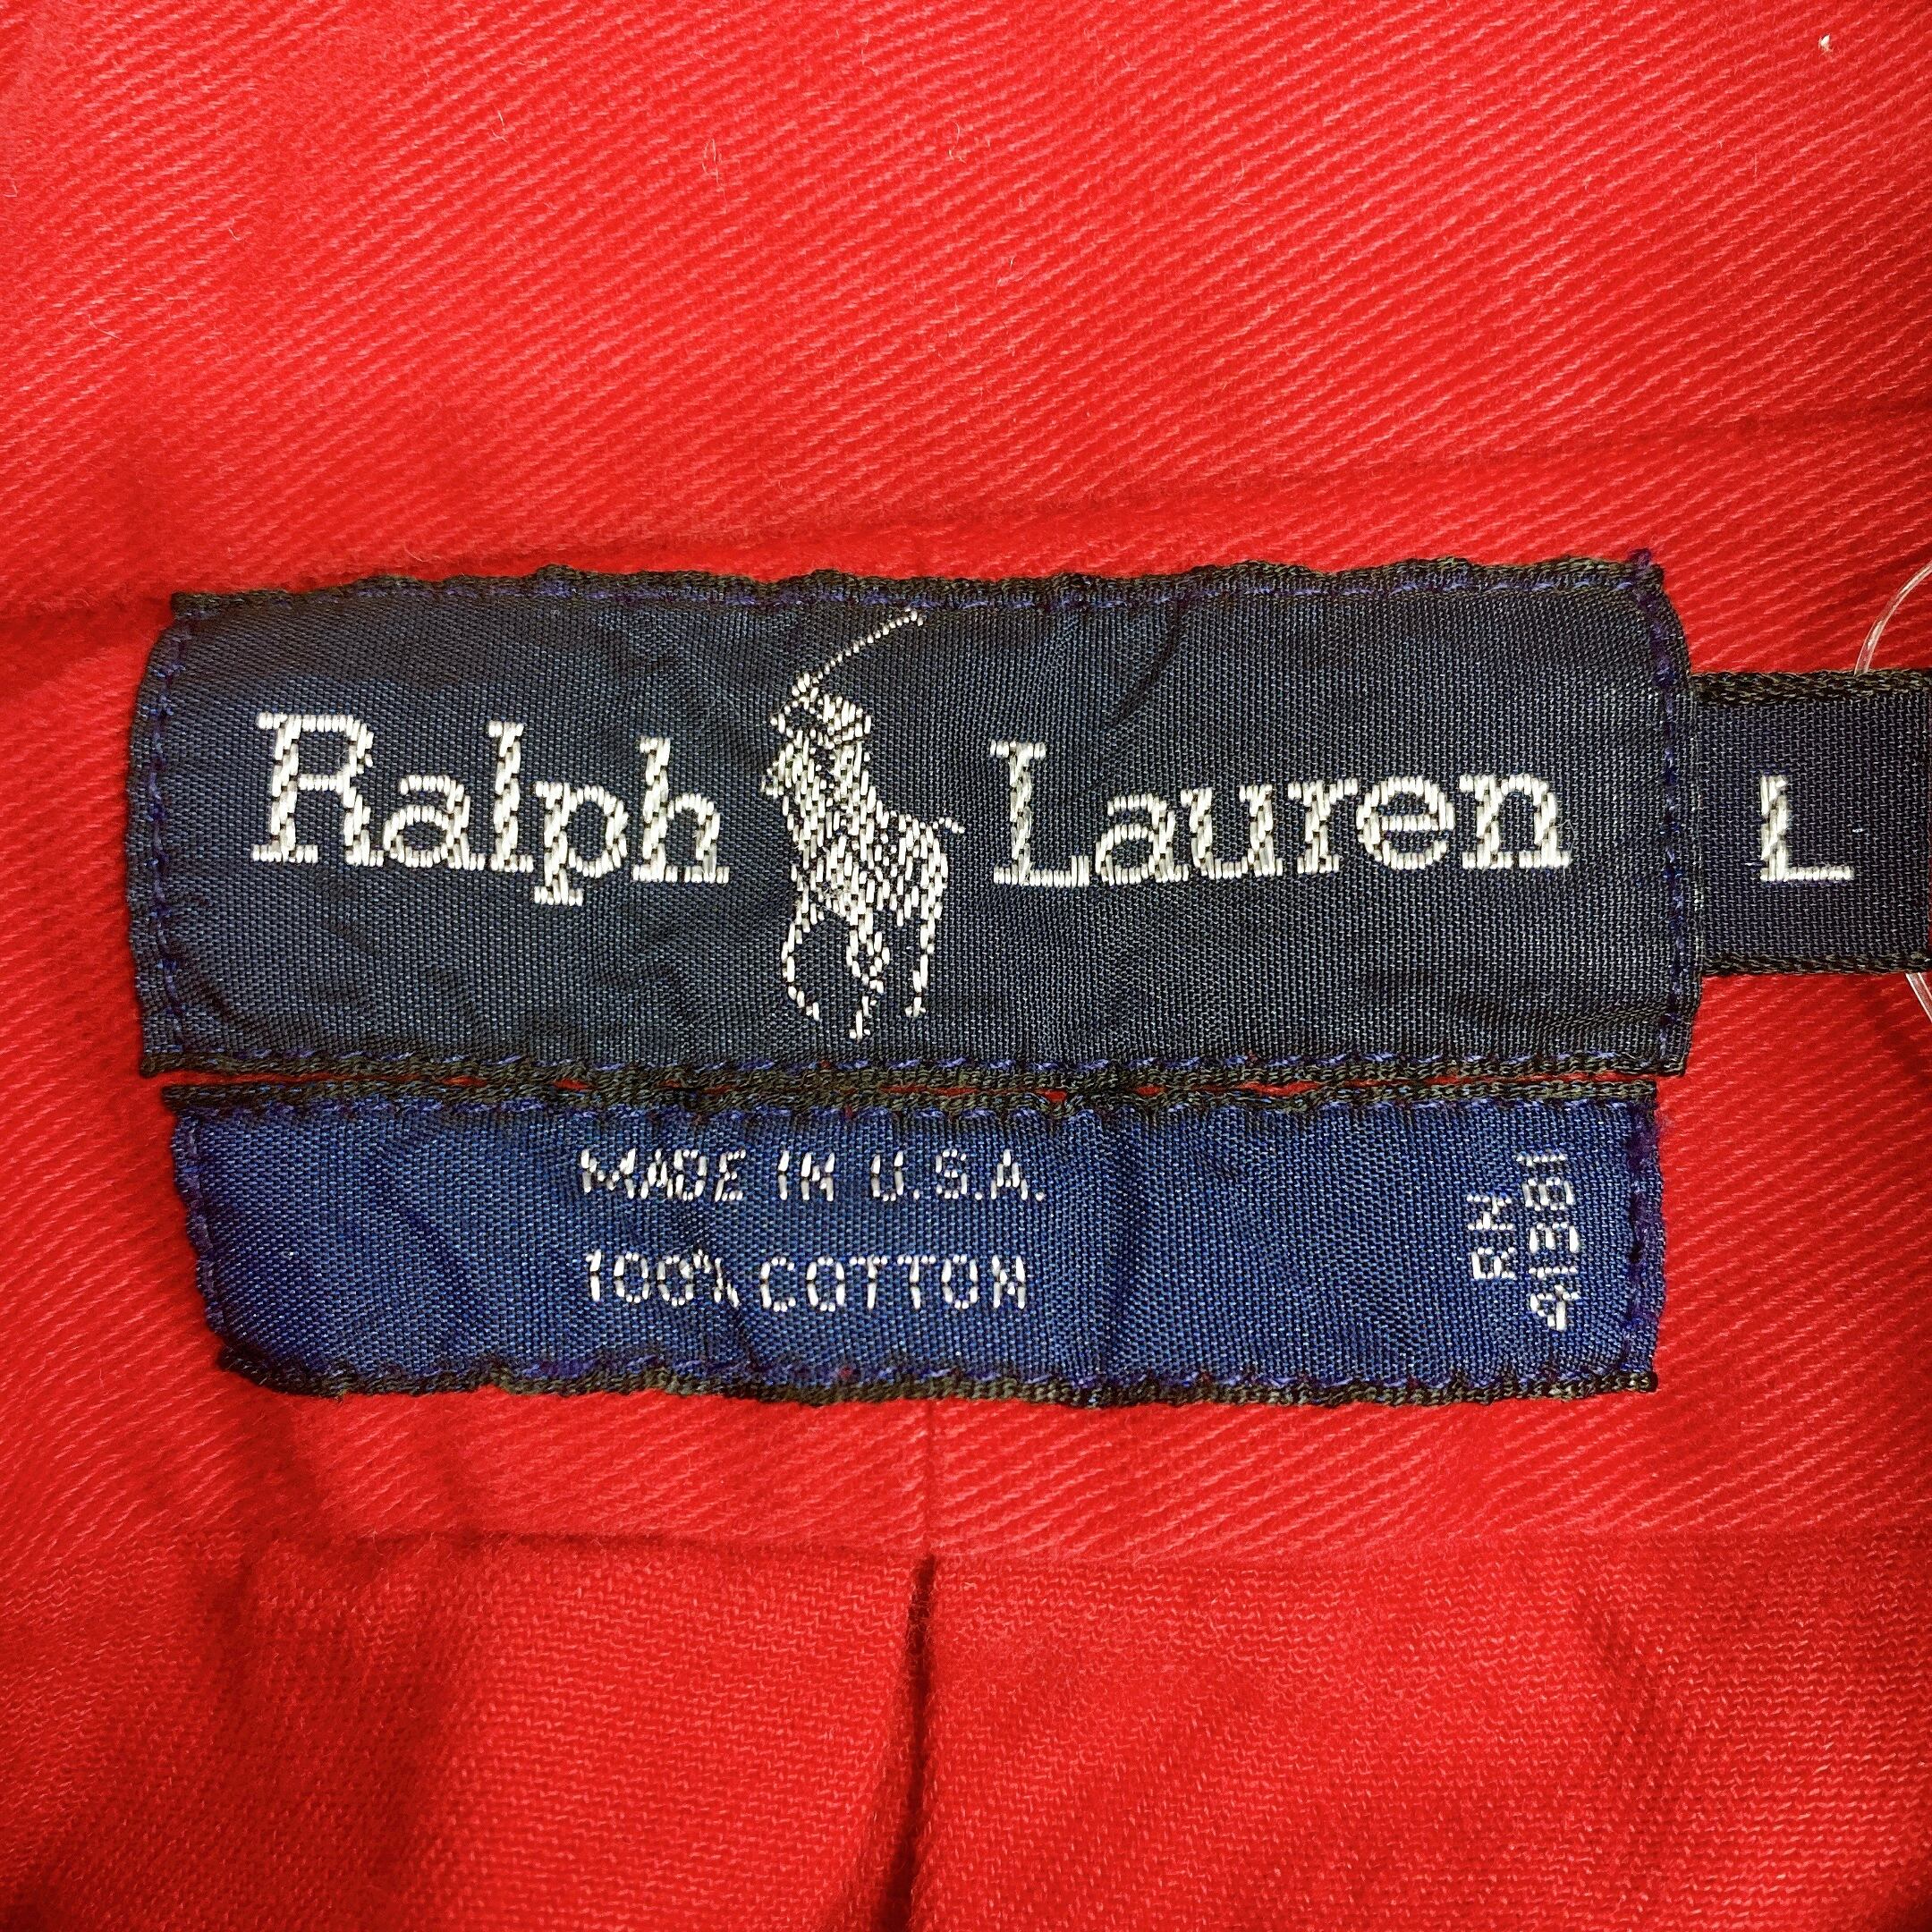 Ralph Lauren
L
MADE IN U.S.A.
100% COTTON
RN
41381